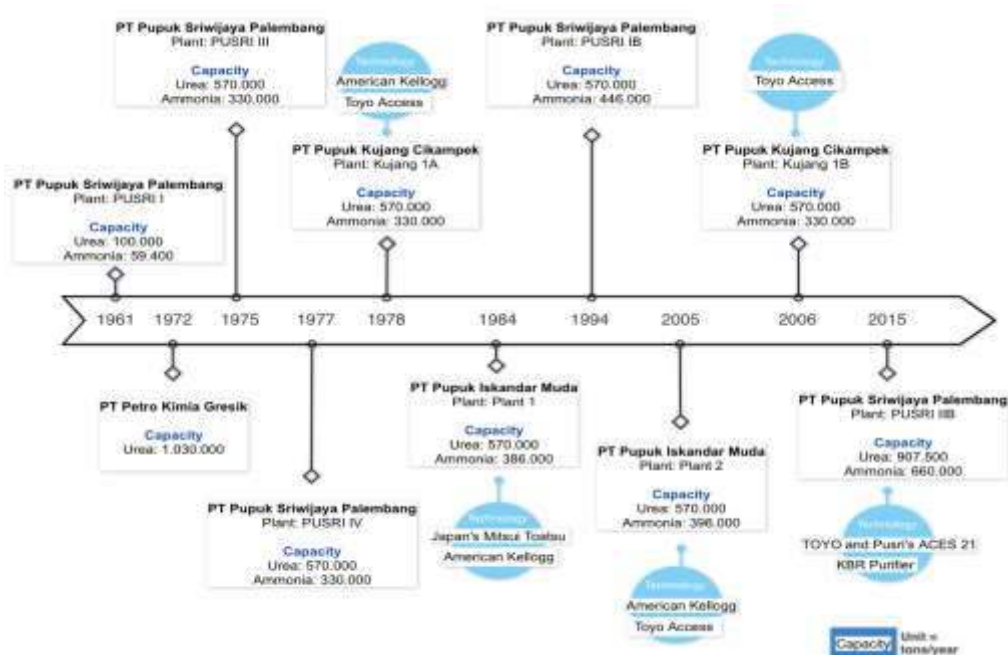 PT Pupuk Sriwijaya Palembang
Plant: PUSRI III
Capacity
Urea: 570.000
Ammonia: 330.000
Technology
American Kellogg
Toyo Access
PT Pupuk Sriwijaya Palembang
Plant: PUSRI IB
Capacity
Urea: 570.000
Ammonia: 446.000
Technology
Toyo Access
PT Pupuk Sriwijaya Palembang
Plant: PUSRI I
Capacity
Urea: 100.000
Ammonia: 59.400
PT Pupuk Kujang Cikampek
Plant: Kujang 1A
Capacity
Urea: 570.000
Ammonia: 330.000
PT Pupuk Kujang Cikampek
Plant: Kujang 1B
Capacity
Urea: 570.000
Ammonia: 330.000
1961 1972 1975 1977 1978 1984 1994 2005 2006 2015
PT Petro Kimia Gresik
Capacity
Urea: 1.030.000
PT Pupuk Sriwijaya Palembang
Plant: PUSRI IV
Capacity
Urea: 570.000
Ammonia: 330.000
PT Pupuk Iskandar Muda
Plant: Plant 1
Capacity
Urea: 570.000
Ammonia: 386.000
Technology
Japan's Mitsui Toatsu
American Kellogg
PT Pupuk Iskandar Muda
Plant: Plant 2
Capacity
Urea: 570.000
Ammonia: 396.000
Technology
American Kellogg
Toyo Access
PT Pupuk Sriwijaya Palembang
Plant: PUSRI IIB
Capacity
Urea: 907.500
Ammonia: 660.000
Technology
TOYO and Pusri's ACES 21
KBR Purifier
Capacity
Unit =
tons/year